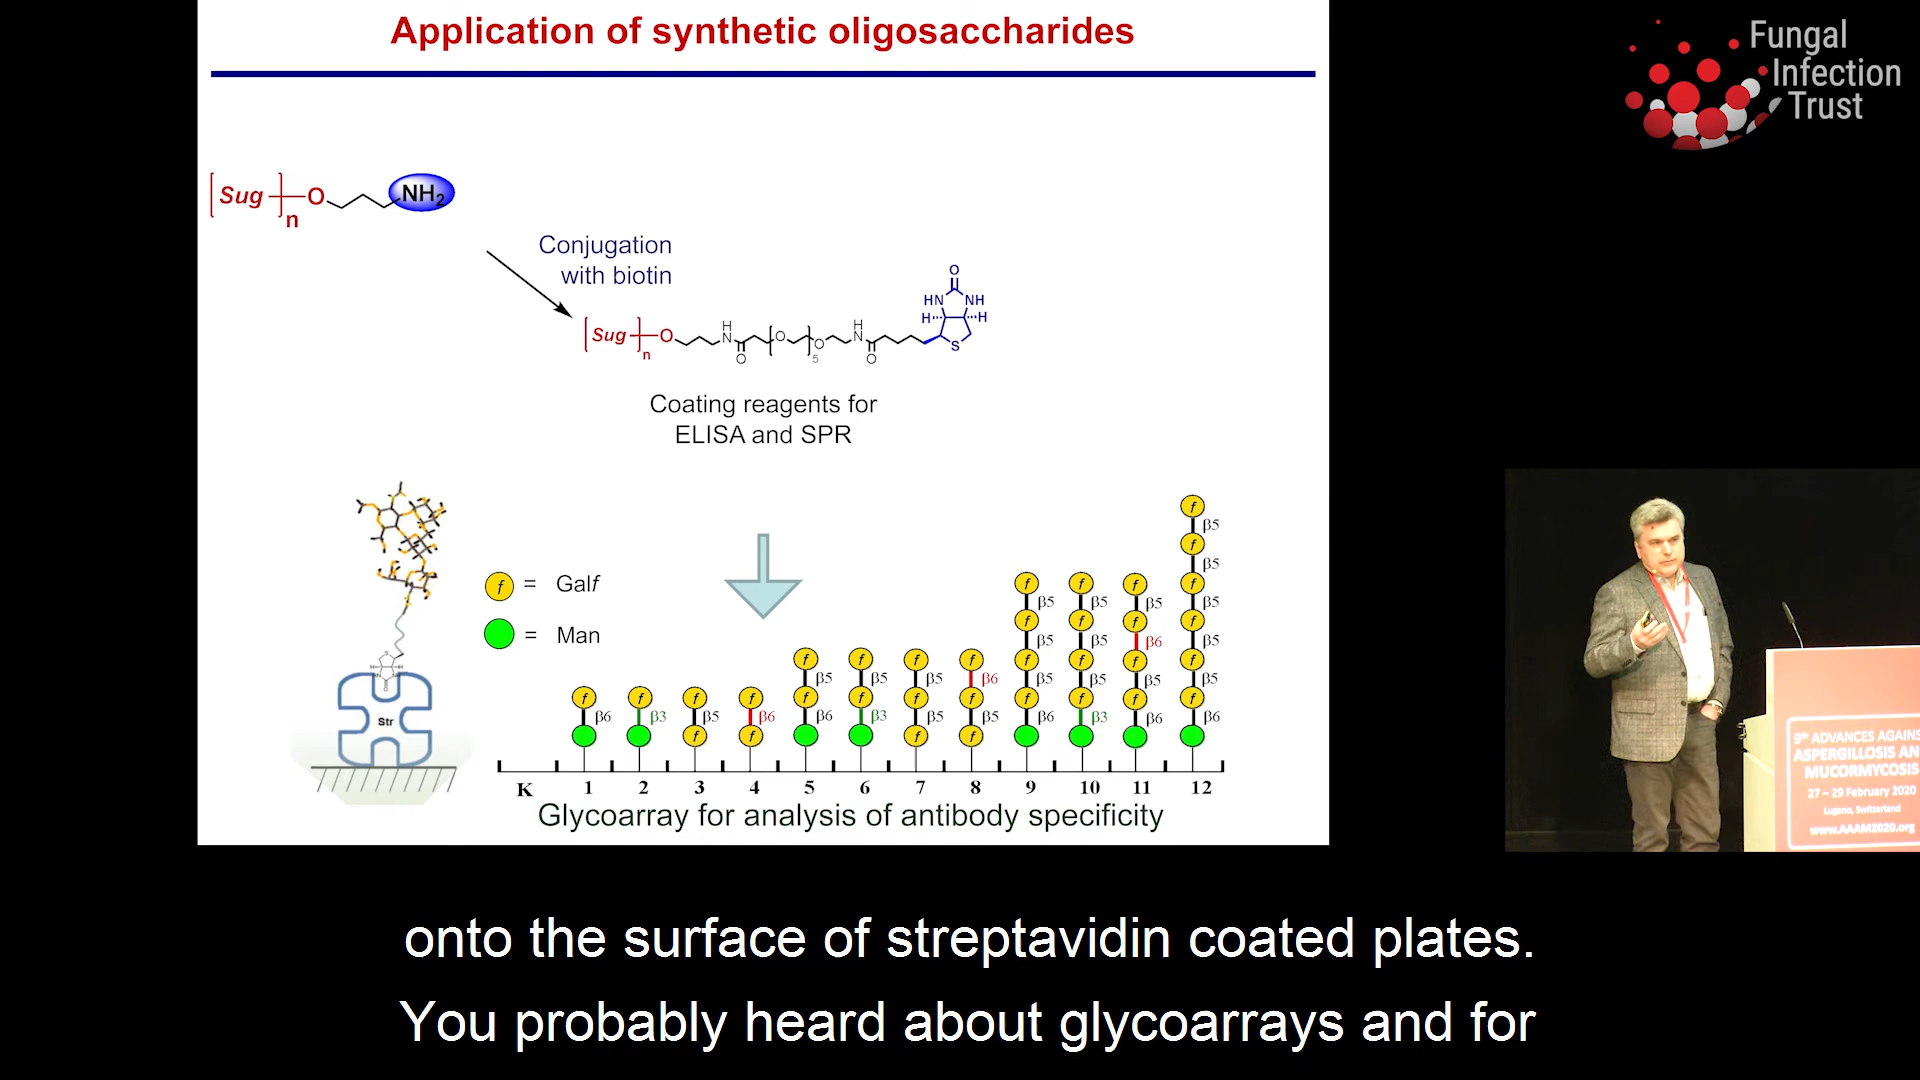 Application of synthetic oligosaccharides
Fungal
Infection
Trust
[Sug]n O NH2
Conjugation
with biotin
[Sug]n O H N O O 5 O H N O O HN NH H H S
Coating reagents for
ELISA and SPR
f = Galf
= Man
Str
f β5
f β5
f β5 f β5 f β5 f β5
f β5 f β5 f β6 f β5
f β5 f β5 f β5 f β6 f β5 f β5 f β5 f β5
f β6 f β3 f β5 f β6 f β6 f β3 f β5 f β5 f β6 f β3 f β6 f β6
f f f f
K 1 2 3 4 5 6 7 8 9 10 11 12
Glycoarray for analysis of antibody specificity
9th ADVANCES AGAINS
ASPERGILLOSIS AN
MUCORMYCOSIS
27 – 29 February 2020
Lugano, Switzerland
www.AAAM2020.org
onto the surface of streptavidin coated plates.
You probably heard about glycoarrays and for